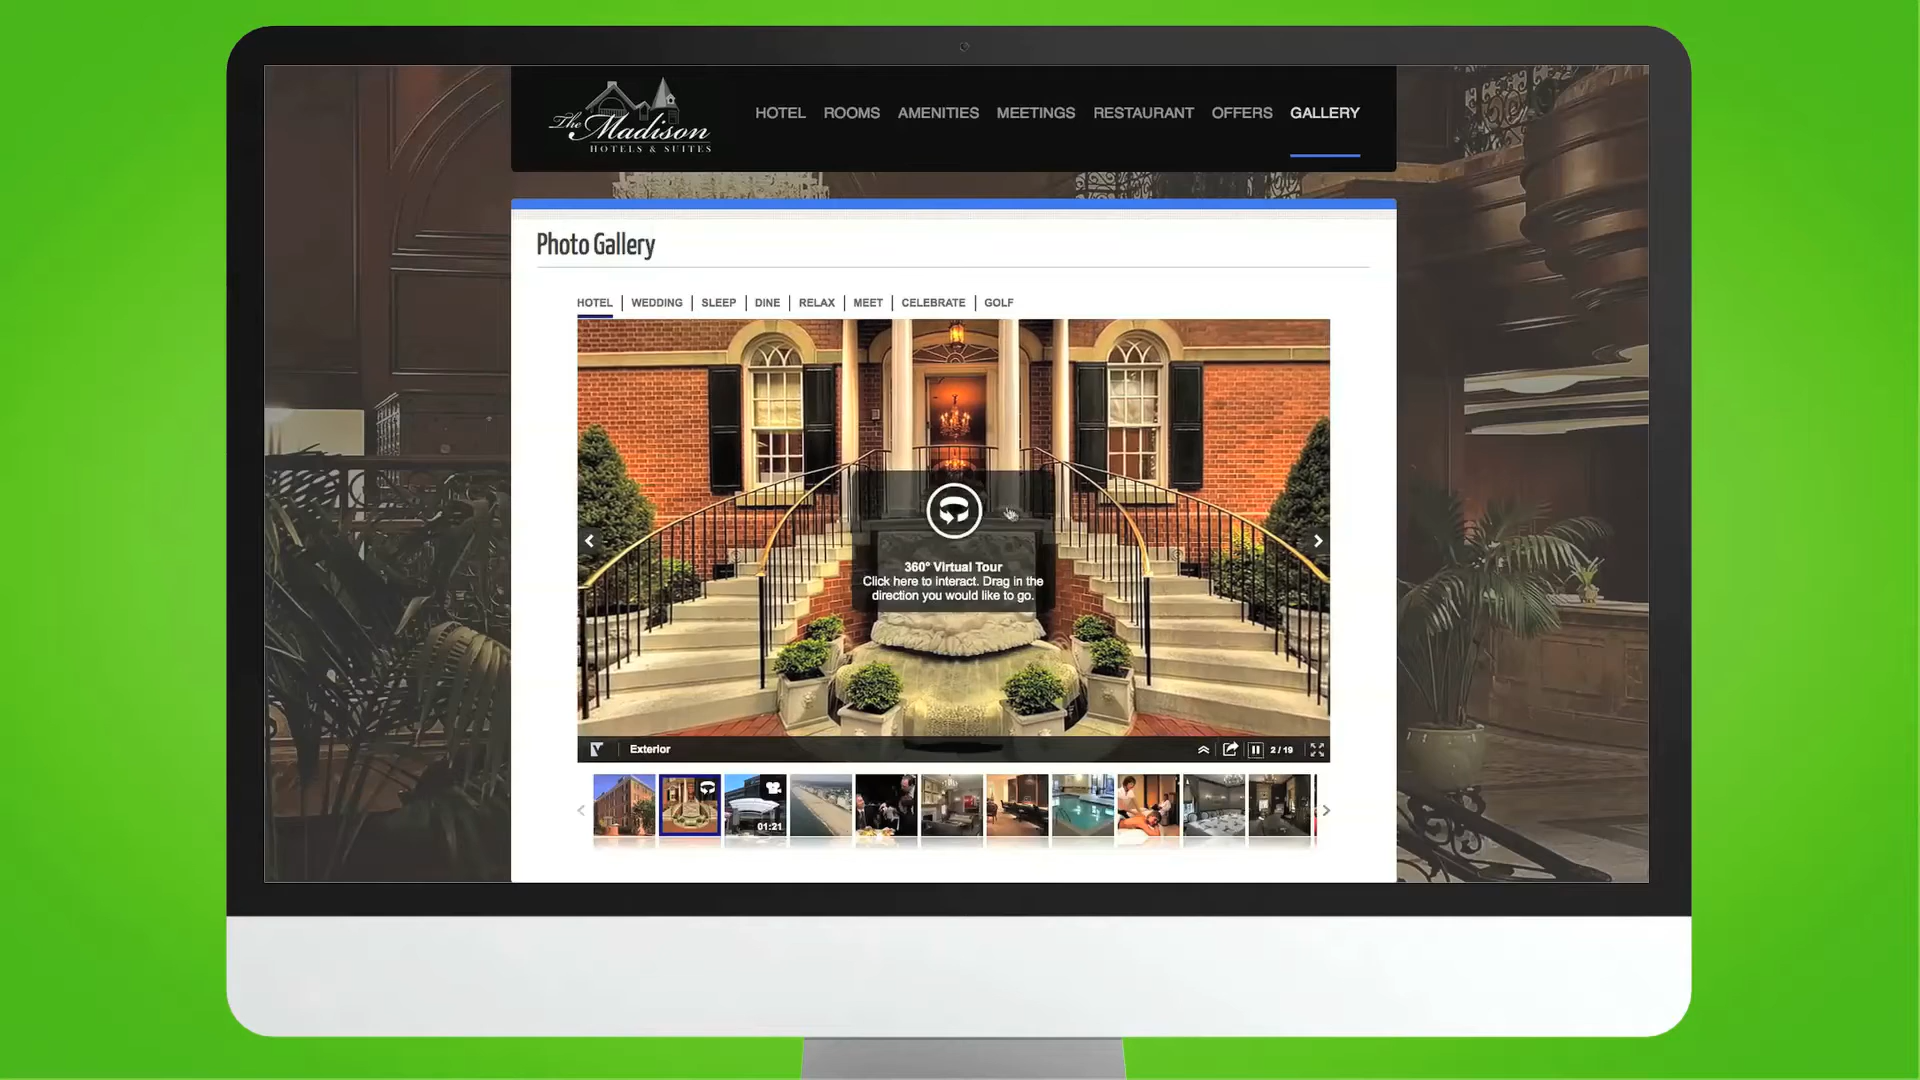 The Madison
HOTELS & SUITES
HOTEL ROOMS AMENITIES MEETINGS RESTAURANT OFFERS GALLERY
Photo Gallery
HOTEL | WEDDING | SLEEP | DINE | RELAX | MEET | CELEBRATE | GOLF
360° Virtual Tour
Click here to interact. Drag in the
direction you would like to go.
Exterior
2 / 19
01:21